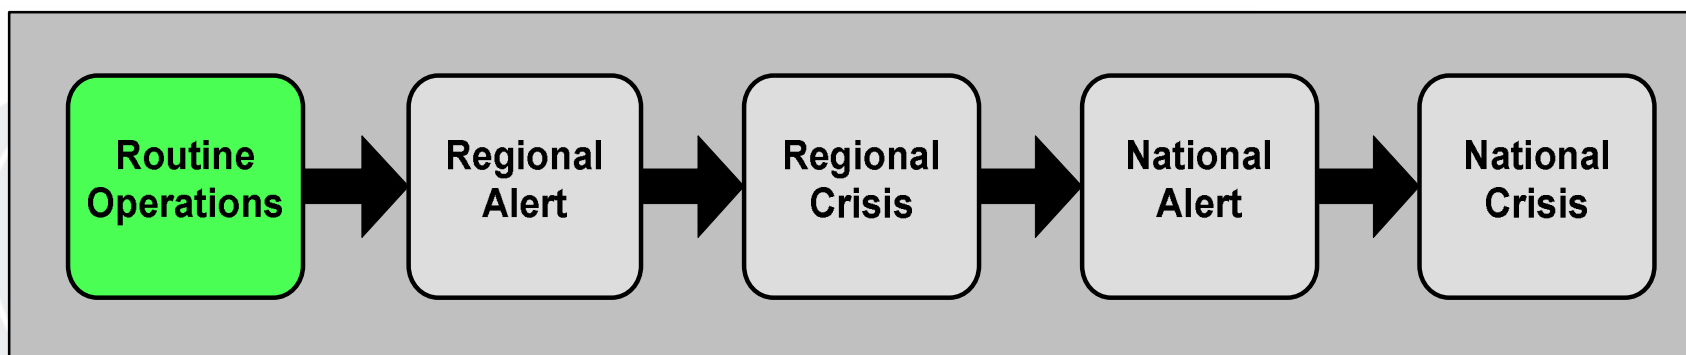 Routine
Operations
Regional
Alert
Regional
Crisis
National
Alert
National
Crisis